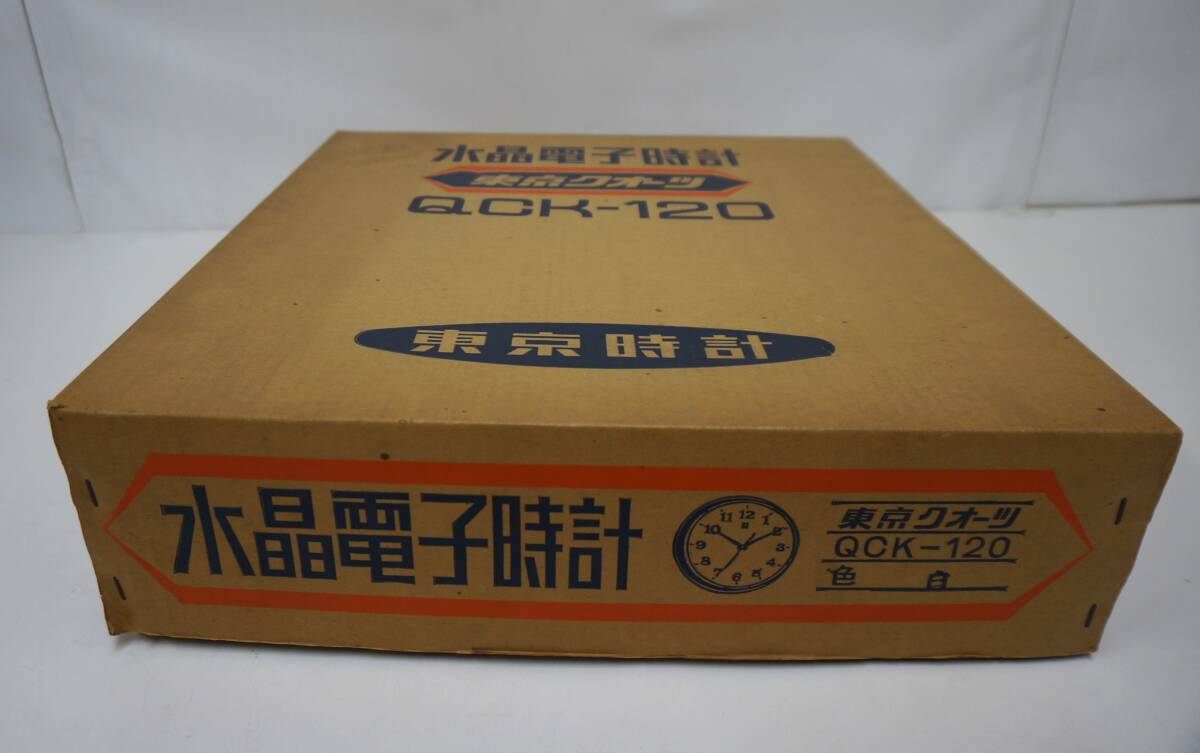 水晶電子時計
東京クオーツ
QCK-120
東京時計
水晶電子時計
11 12 1
10 2
9 3
8 4
7 6 5
東京クオーツ
QCK-120
色 白